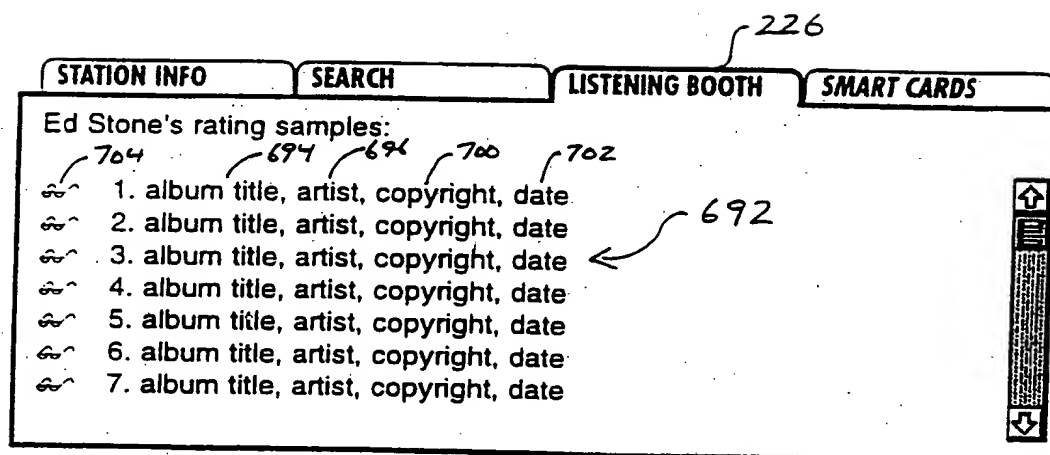 226
STATION INFO SEARCH LISTENING BOOTH SMART CARDS
Ed Stone's rating samples:
704 694 696 700 702
1. album title, artist, copyright, date
692
2. album title, artist, copyright, date
3. album title, artist, copyright, date
4. album title, artist, copyright, date
5. album title, artist, copyright, date
6. album title, artist, copyright, date
7. album title, artist, copyright, date